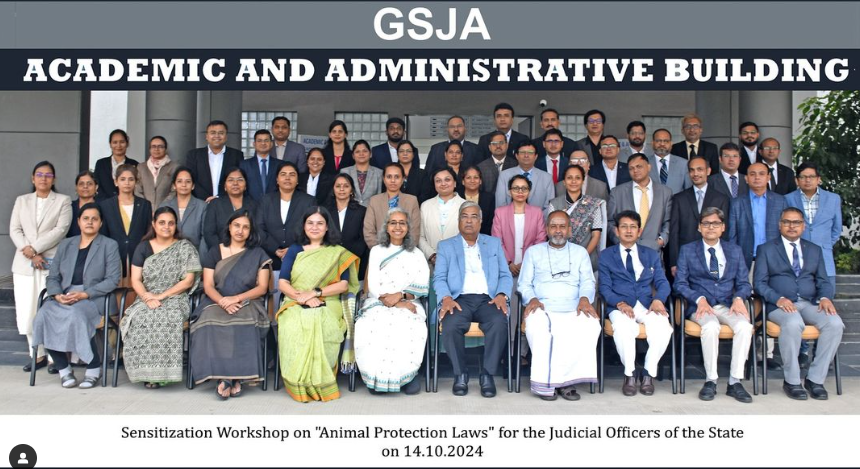 GSJA
ACADEMIC AND ADMINISTRATIVE BUILDING
Sensitization Workshop on "Animal Protection Laws" for the Judicial Officers of the State
on 14.10.2024